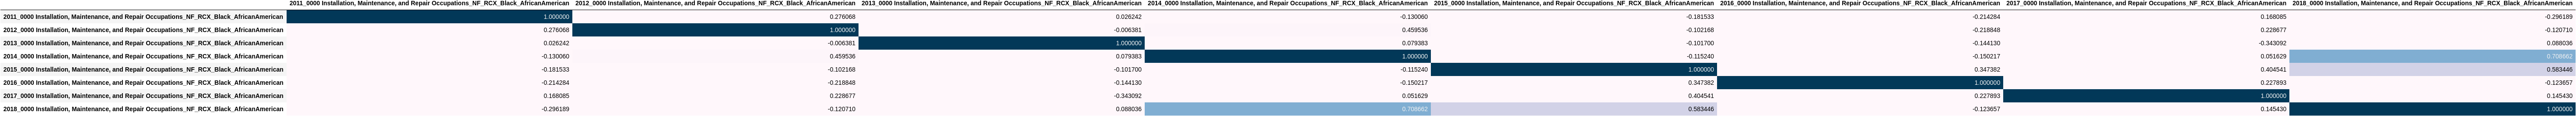 2011_0000 Installation, Maintenance, and Repair Occupations_NF_RCX_Black_AfricanAmerican 2012_0000 Installation, Maintenance, and Repair Occupations_NF_RCX_Black_AfricanAmerican 2013_0000 Installation, Maintenance, and Repair Occupations_NF_RCX_Black_AfricanAmerican 2014_0000 Installation, Maintenance, and Repair Occupations_NF_RCX_Black_AfricanAmerican 2015_0000 Installation, Maintenance, and Repair Occupations_NF_RCX_Black_AfricanAmerican 2016_0000 Installation, Maintenance, and Repair Occupations_NF_RCX_Black_AfricanAmerican 2017_0000 Installation, Maintenance, and Repair Occupations_NF_RCX_Black_AfricanAmerican 2018_0000 Installation, Maintenance, and Repair Occupations_NF_RCX_Black_AfricanAmerican
2011_0000 Installation, Maintenance, and Repair Occupations_NF_RCX_Black_AfricanAmerican 1.000000 0.276068 0.026242 -0.130060 -0.181533 -0.214284 0.168085 -0.296189
2012_0000 Installation, Maintenance, and Repair Occupations_NF_RCX_Black_AfricanAmerican 0.276068 1.000000 -0.006381 0.459536 -0.102168 -0.218848 0.228677 -0.120710
2013_0000 Installation, Maintenance, and Repair Occupations_NF_RCX_Black_AfricanAmerican 0.026242 -0.006381 1.000000 0.079383 -0.101700 -0.144130 -0.343092 0.088036
2014_0000 Installation, Maintenance, and Repair Occupations_NF_RCX_Black_AfricanAmerican -0.130060 0.459536 0.079383 1.000000 -0.115240 -0.150217 0.051629
2015_0000 Installation, Maintenance, and Repair Occupations_NF_RCX_Black_AfricanAmerican -0.181533 -0.102168 -0.101700 -0.115240 1.000000 0.347382 0.404541 0.583446
2016_0000 Installation, Maintenance, and Repair Occupations_NF_RCX_Black_AfricanAmerican -0.214284 -0.218848 -0.144130 -0.150217 0.347382 1.000000 0.227893 -0.123657
2017_0000 Installation, Maintenance, and Repair Occupations_NF_RCX_Black_AfricanAmerican 0.168085 0.228677 -0.343092 0.051629 0.404541 0.227893 1.000000 0.145430
2018_0000 Installation, Maintenance, and Repair Occupations_NF_RCX_Black_AfricanAmerican -0.296189 -0.120710 0.088036 0.583446 -0.123657 0.145430 1.000000